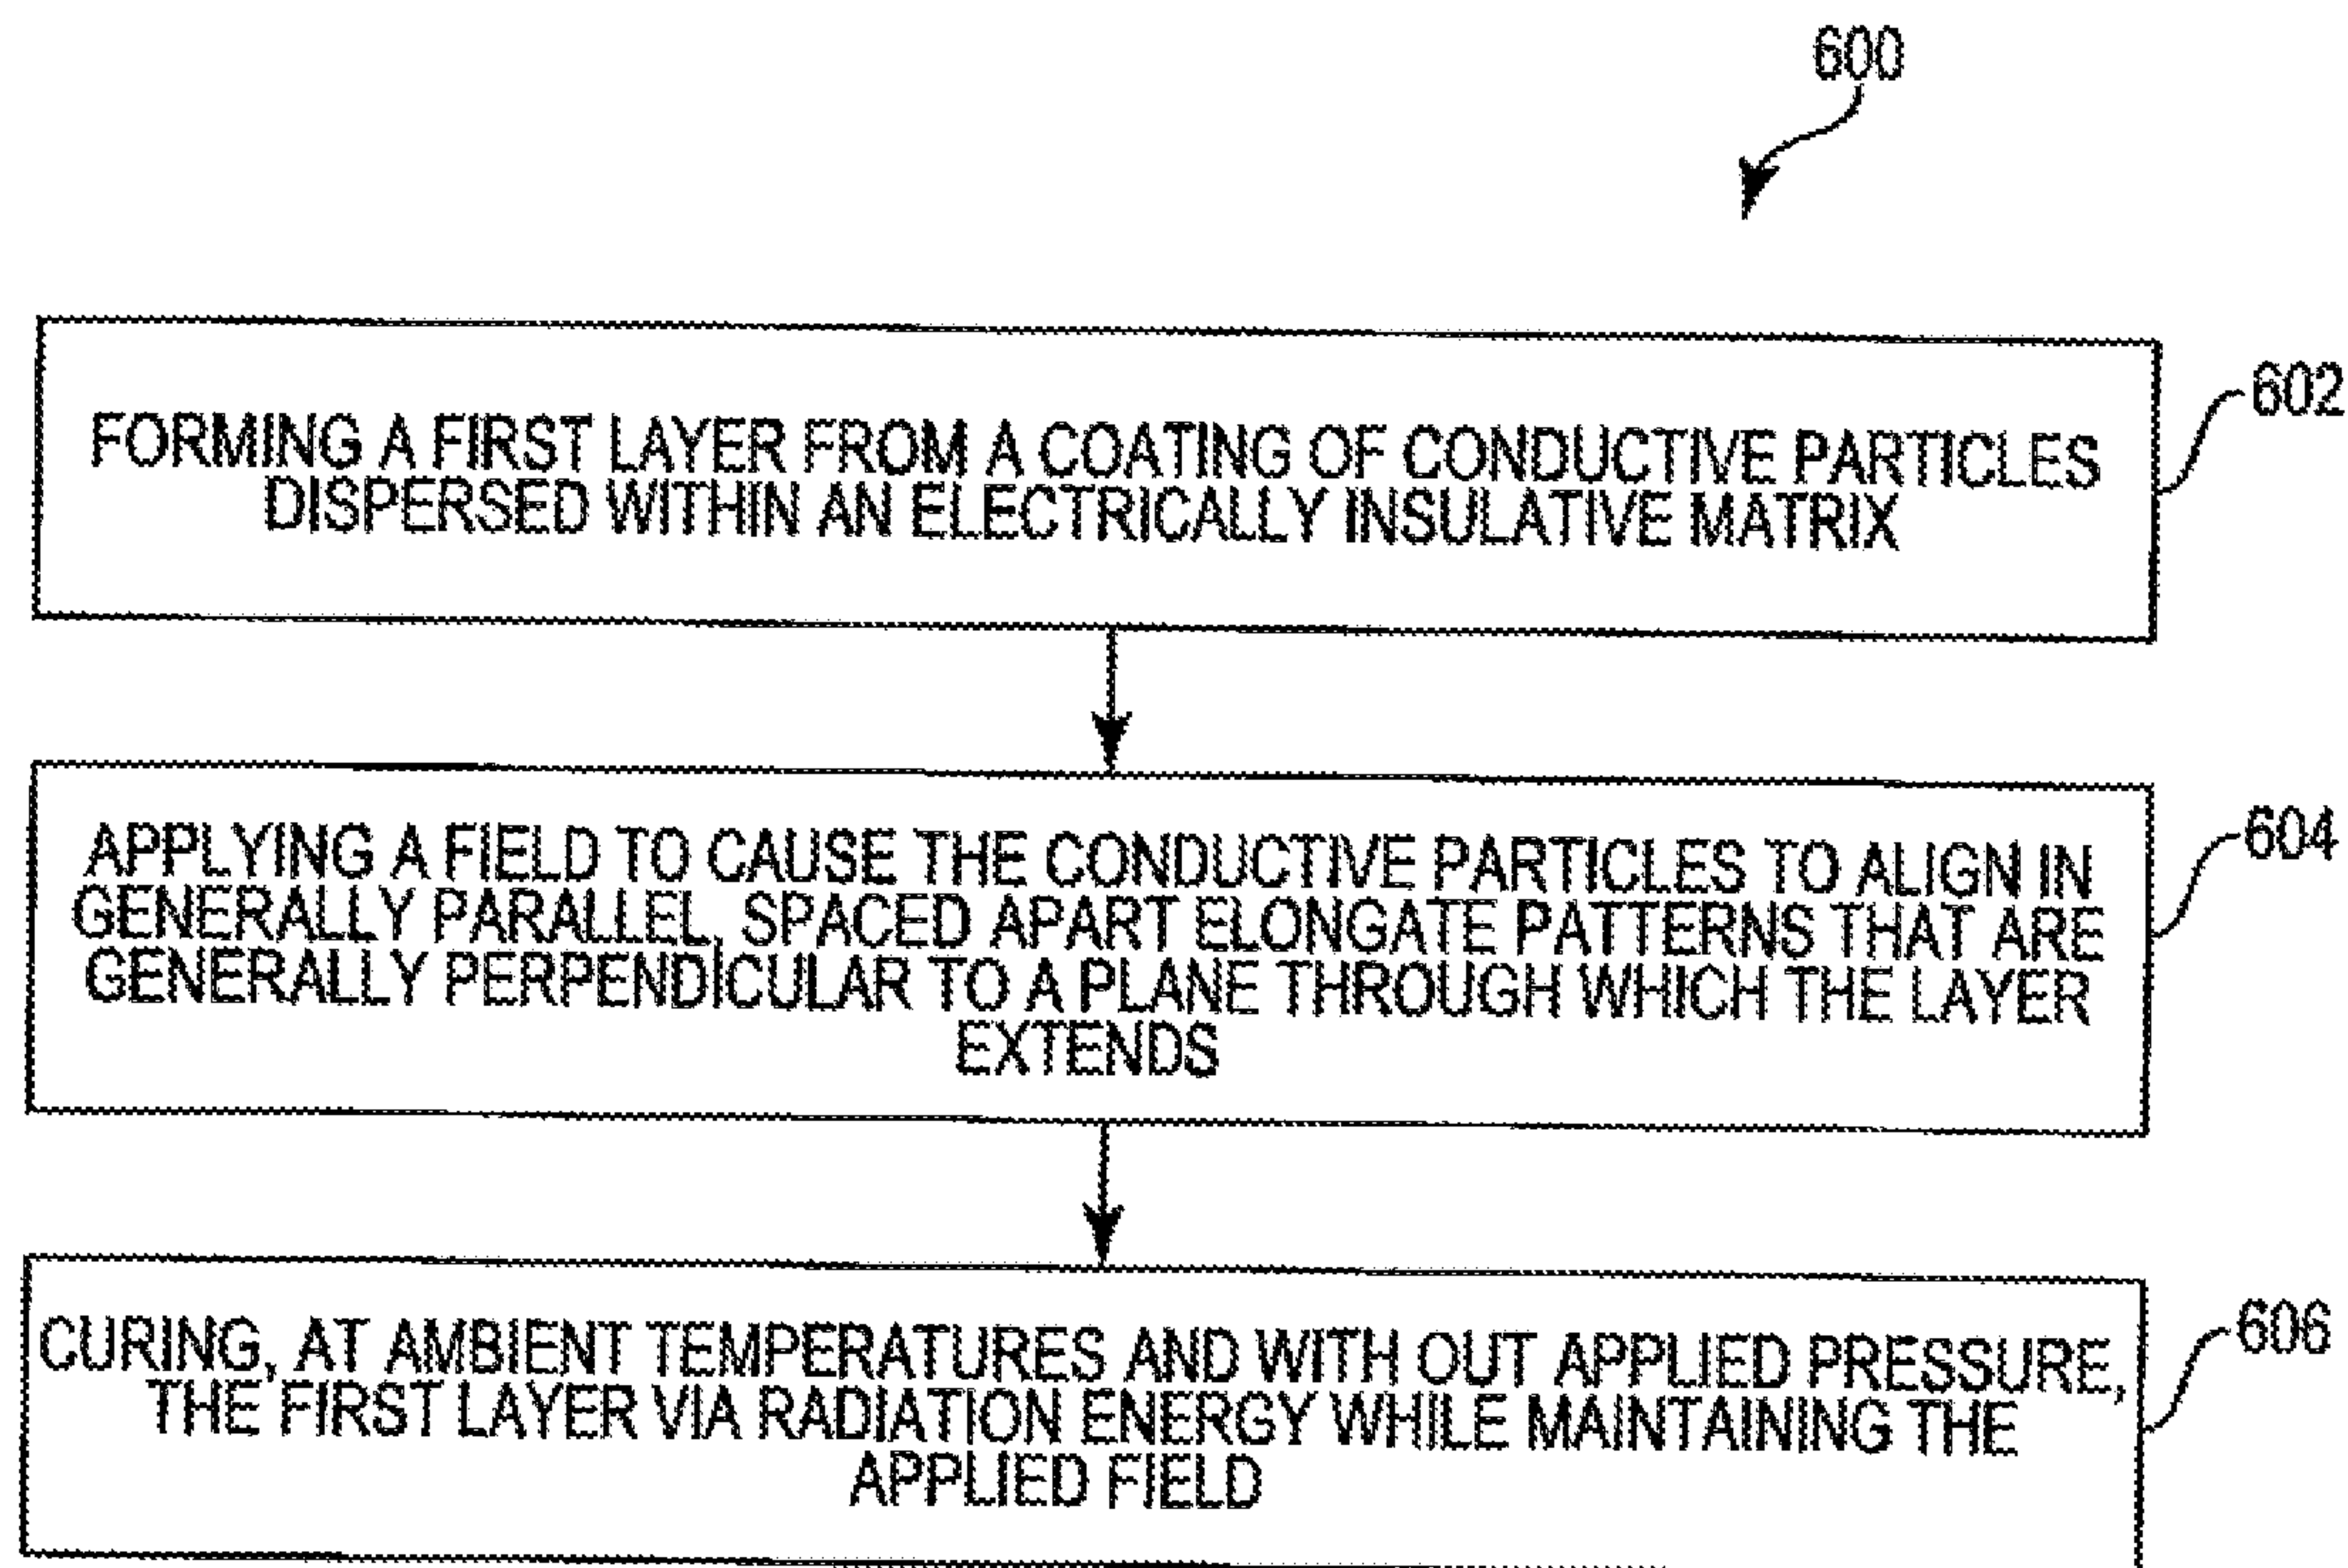 600
FORMING A FIRST LAYER FROM A COATING OF CONDUCTIVE PARTICLES
DISPERSED WITHIN AN ELECTRICALLY INSULATIVE MATRIX
602
APPLYING A FIELD TO CAUSE THE CONDUCTIVE PARTICLES TO ALIGN IN
GENERALLY PARALLEL, SPACED APART ELONGATE PATTERNS THAT ARE
GENERALLY PERPENDICULAR TO A PLANE THROUGH WHICH THE LAYER
EXTENDS
604
CURING, AT AMBIENT TEMPERATURES AND WITH OUT APPLIED PRESSURE,
THE FIRST LAYER VIA RADIATION ENERGY WHILE MAINTAINING THE
APPLIED FIELD
606